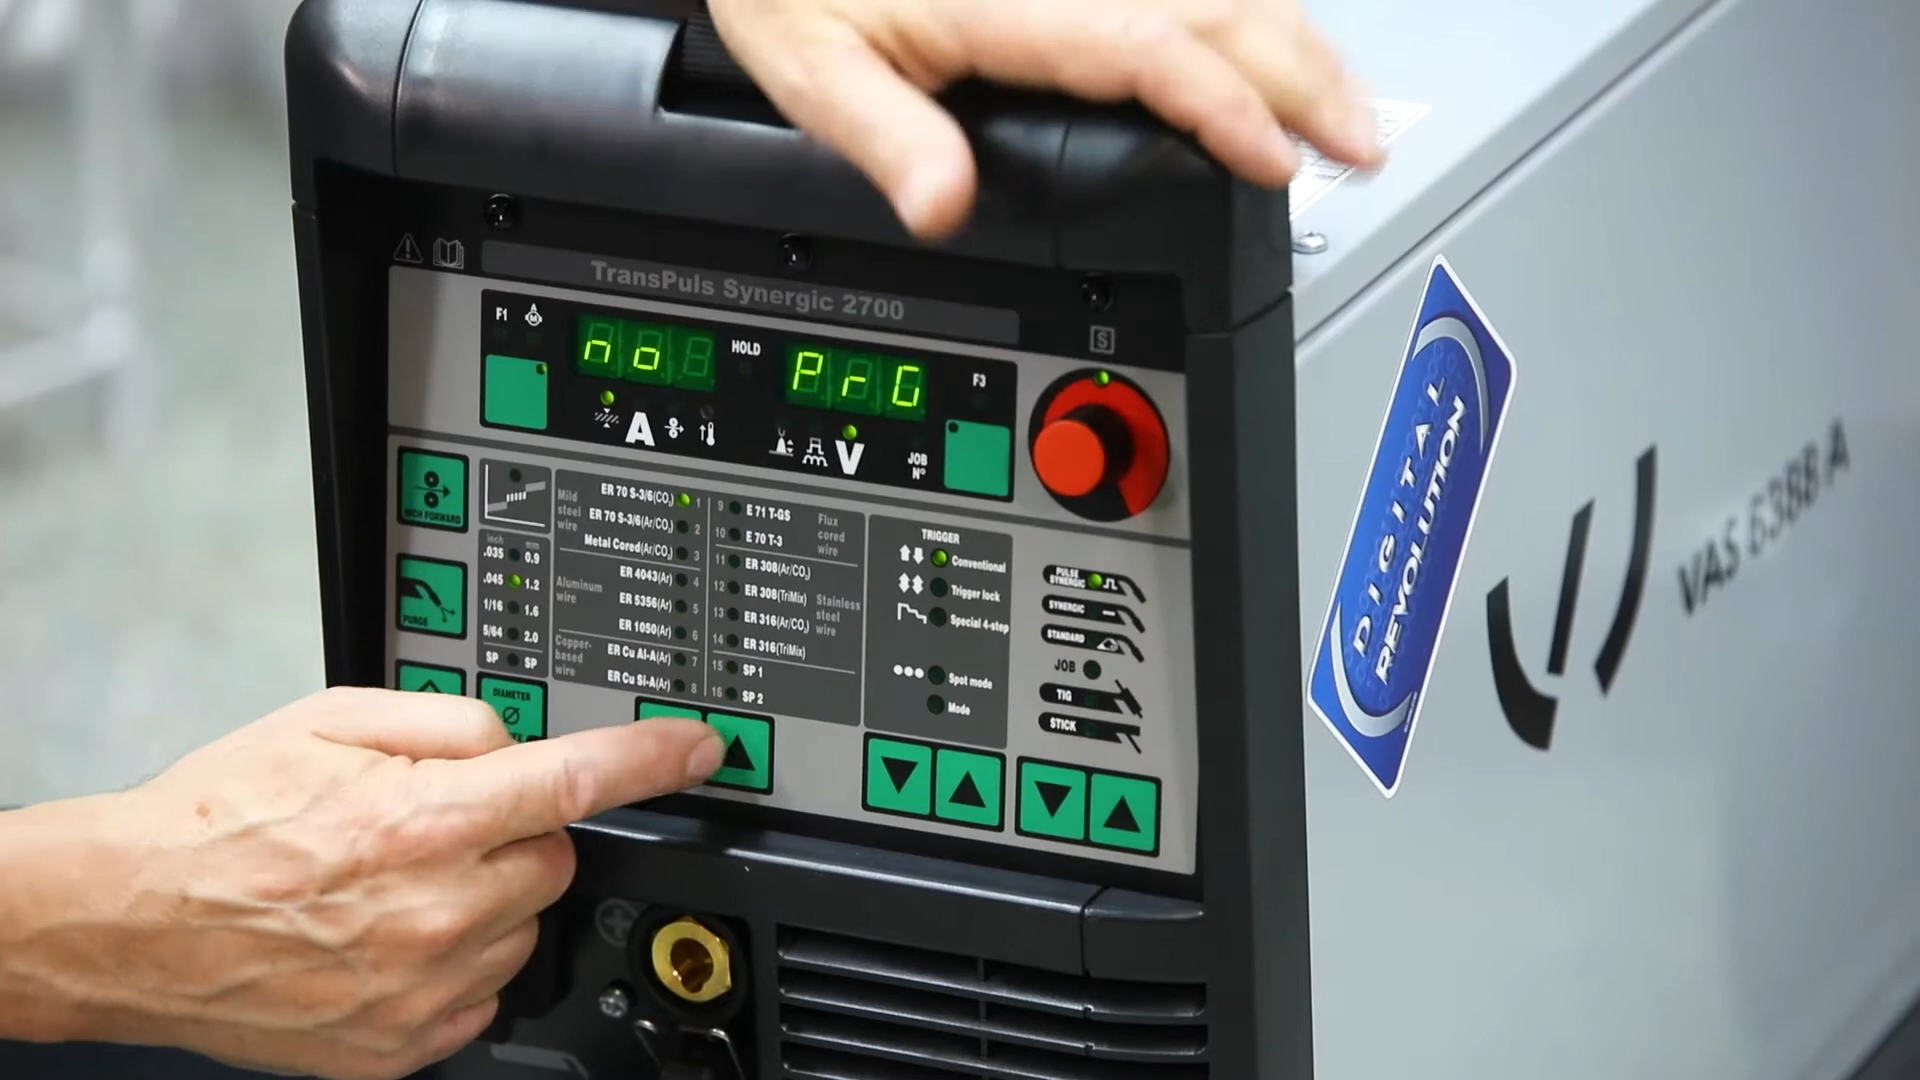 TransPuls Synergic 2700
F1
A
M
no
HOLD
PrG
F3
S
A
V
JOB
N°
INCH FORWARD
PURGE
inch mm
.035 0.9
.045 1.2
1/16 1.6
5/64 2.0
SP SP
DIAMETER
Mild
steel
wire
ER 70 S-3/6(CO₂) 1
ER 70 S-3/6(Ar/CO₂) 2
Metal Cored(Ar/CO₂) 3
Aluminum
wire
ER 4043(Ar) 4
ER 5356(Ar) 5
ER 1050(Ar) 6
Copper-
based
wire
ER Cu Al-A(Ar) 7
ER Cu Si-A(Ar) 8
9 E 71 T-GS
10 E 70 T-3
Flux
cored
wire
11 ER 308(Ar/CO₂)
12 ER 308(TriMix)
13 ER 316(Ar/CO₂)
14 ER 316(TriMix)
Stainless
steel
wire
15 SP 1
16 SP 2
TRIGGER
Conventional
Trigger lock
Special 4-step
Spot mode
Mode
PULSE
SYNERGIC
SYNERGIC
STANDARD
JOB
TIG
STICK
DIGITAL
REVOLUTION
VAS 6388 A